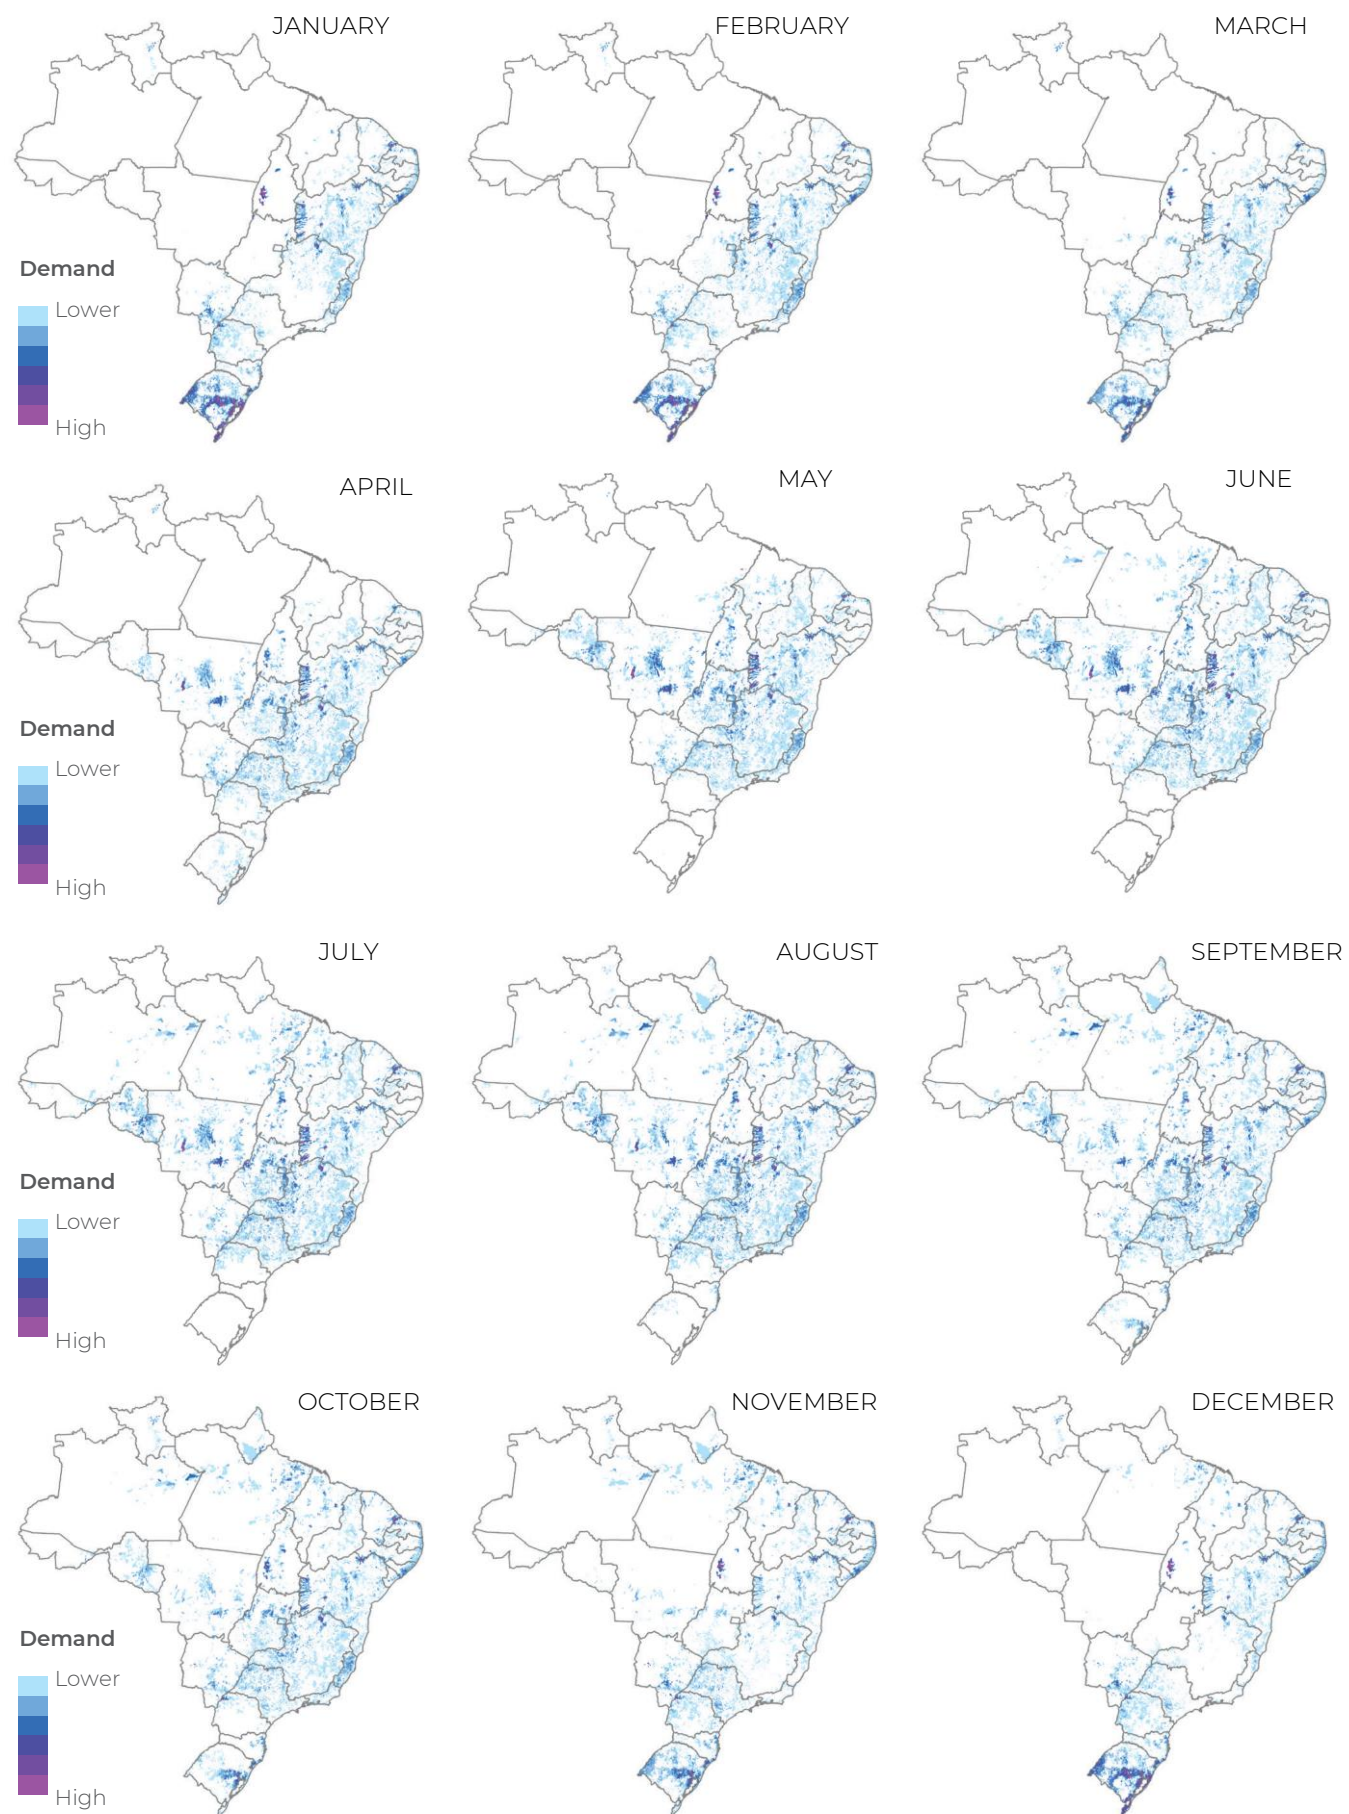 JANUARY
FEBRUARY
MARCH
Demand
Lower
High
APRIL
MAY
JUNE
Demand
Lower
High
JULY
AUGUST
SEPTEMBER
Demand
Lower
High
OCTOBER
NOVEMBER
DECEMBER
Demand
Lower
High